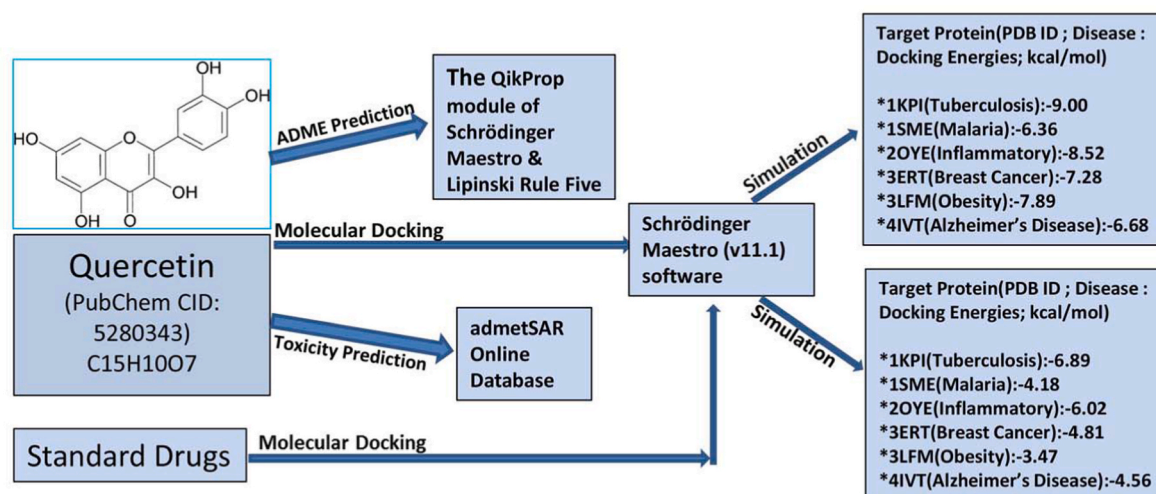 OH
OH
HO
O
OH
OH
O
Quercetin
(PubChem CID:
5280343)
C15H10O7
Standard Drugs
ADME Prediction
Molecular Docking
Toxicity Prediction
Molecular Docking
The QikProp
module of
Schrödinger
Maestro &
Lipinski Rule Five
admetSAR
Online
Database
Schrödinger
Maestro (v11.1)
software
Simulation
Simulation
Target Protein(PDB ID ; Disease :
Docking Energies; kcal/mol)
*1KPI(Tuberculosis):-9.00
*1SME(Malaria):-6.36
*2OYE(Inflammatory):-8.52
*3ERT(Breast Cancer):-7.28
*3LFM(Obesity):-7.89
*4IVT(Alzheimer’s Disease):-6.68
Target Protein(PDB ID ; Disease :
Docking Energies; kcal/mol)
*1KPI(Tuberculosis):-6.89
*1SME(Malaria):-4.18
*2OYE(Inflammatory):-6.02
*3ERT(Breast Cancer):-4.81
*3LFM(Obesity):-3.47
*4IVT(Alzheimer’s Disease):-4.56